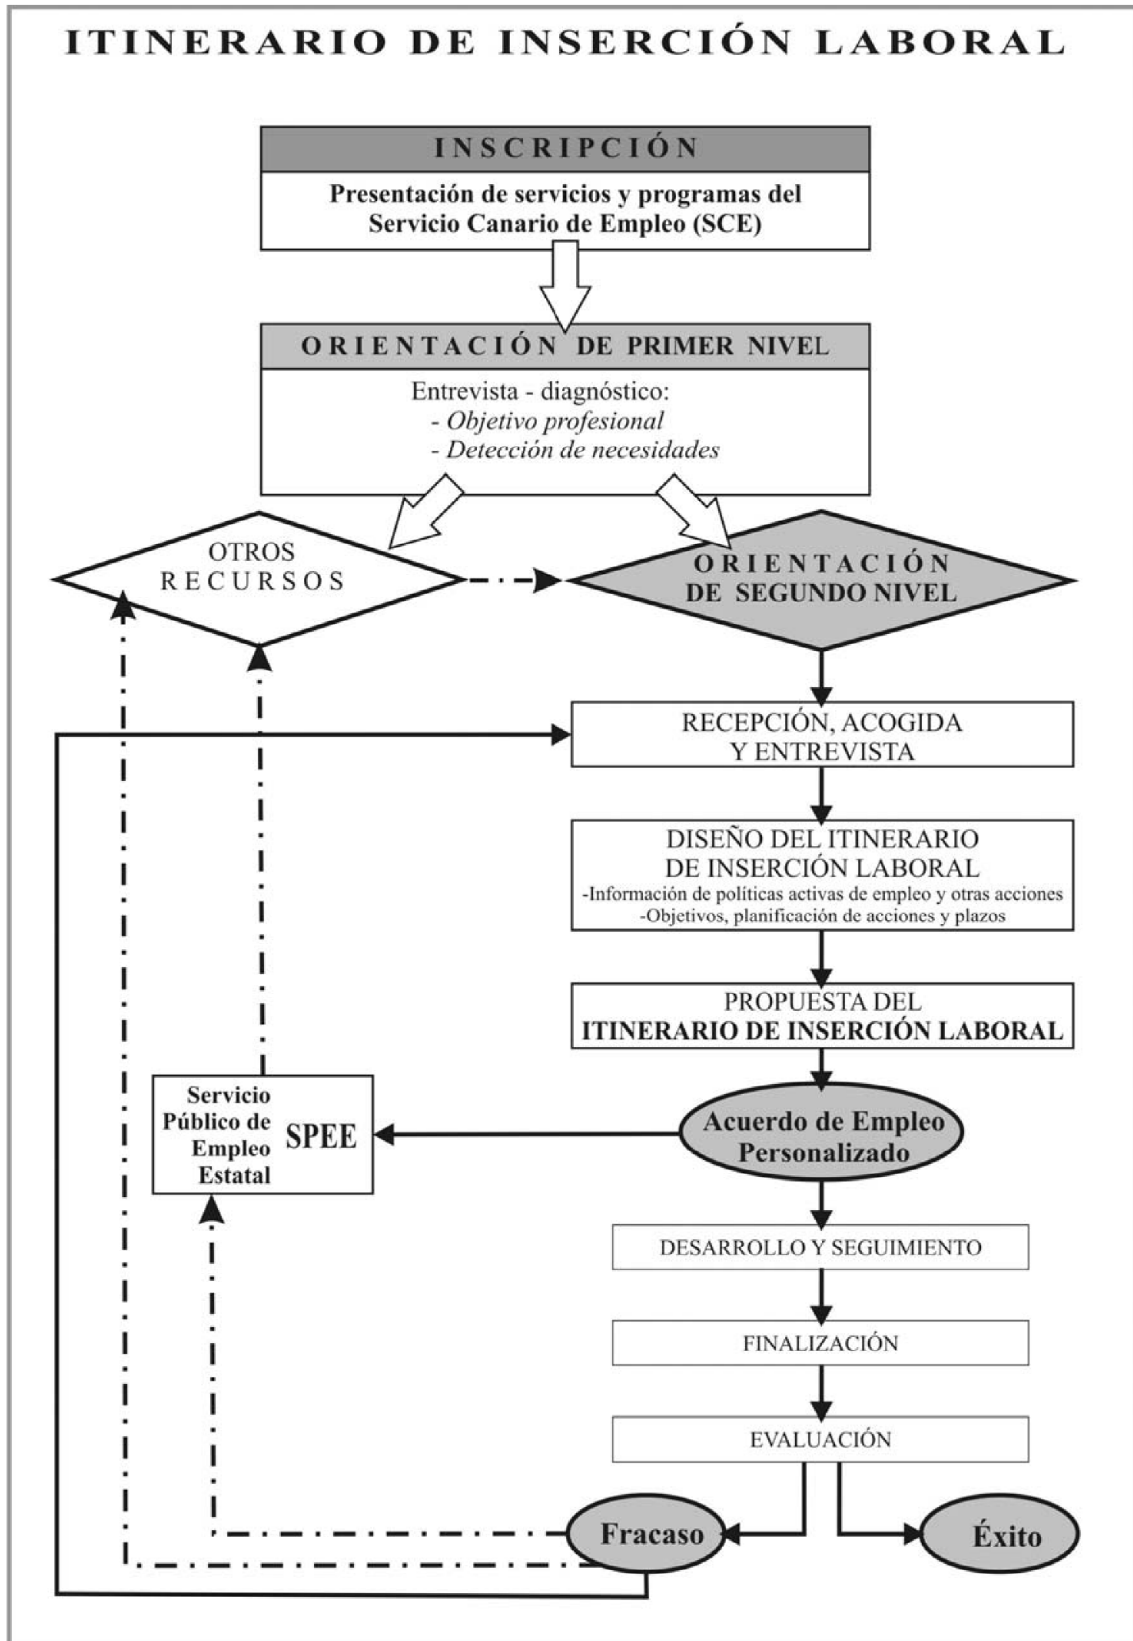 ITINERARIO DE INSERCIÓN LABORAL
INSCRIPCIÓN
Presentación de servicios y programas del
Servicio Canario de Empleo (SCE)
ORIENTACIÓN DE PRIMER NIVEL
Entrevista - diagnóstico:
- Objetivo profesional
- Detección de necesidades
OTROS
RECURSOS
ORIENTACIÓN
DE SEGUNDO NIVEL
RECEPCIÓN, ACOGIDA
Y ENTREVISTA
DISEÑO DEL ITINERARIO
DE INSERCIÓN LABORAL
-Información de políticas activas de empleo y otras acciones
-Objetivos, planificación de acciones y plazos
PROPUESTA DEL
ITINERARIO DE INSERCIÓN LABORAL
Servicio
Público de
Empleo
Estatal
SPEE
Acuerdo de Empleo
Personalizado
DESARROLLO Y SEGUIMIENTO
FINALIZACIÓN
EVALUACIÓN
Fracaso
Éxito